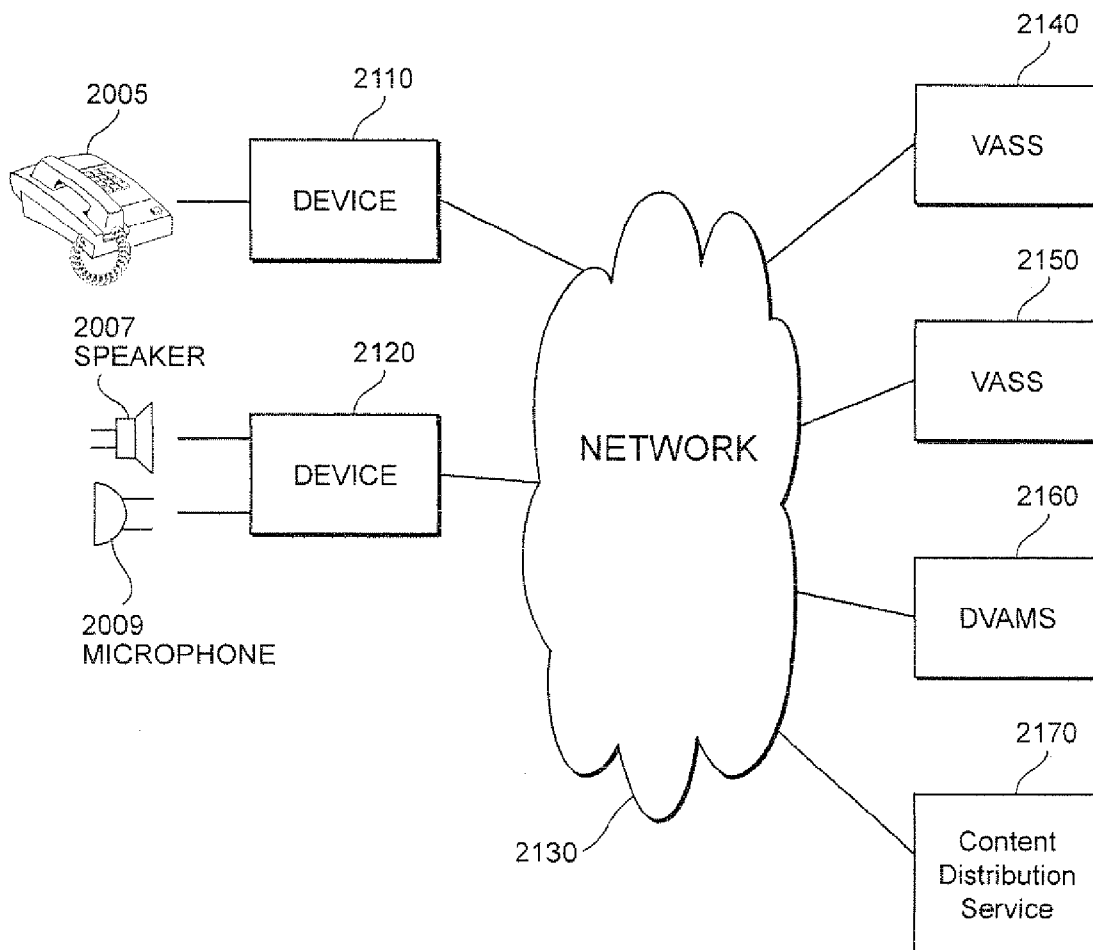 2140
2110
2005
VASS
DEVICE
2150
2007
SPEAKER
2120
VASS
NETWORK
DEVICE
2160
2009
MICROPHONE
DVAMS
2170
2130
Content
Distribution
Service